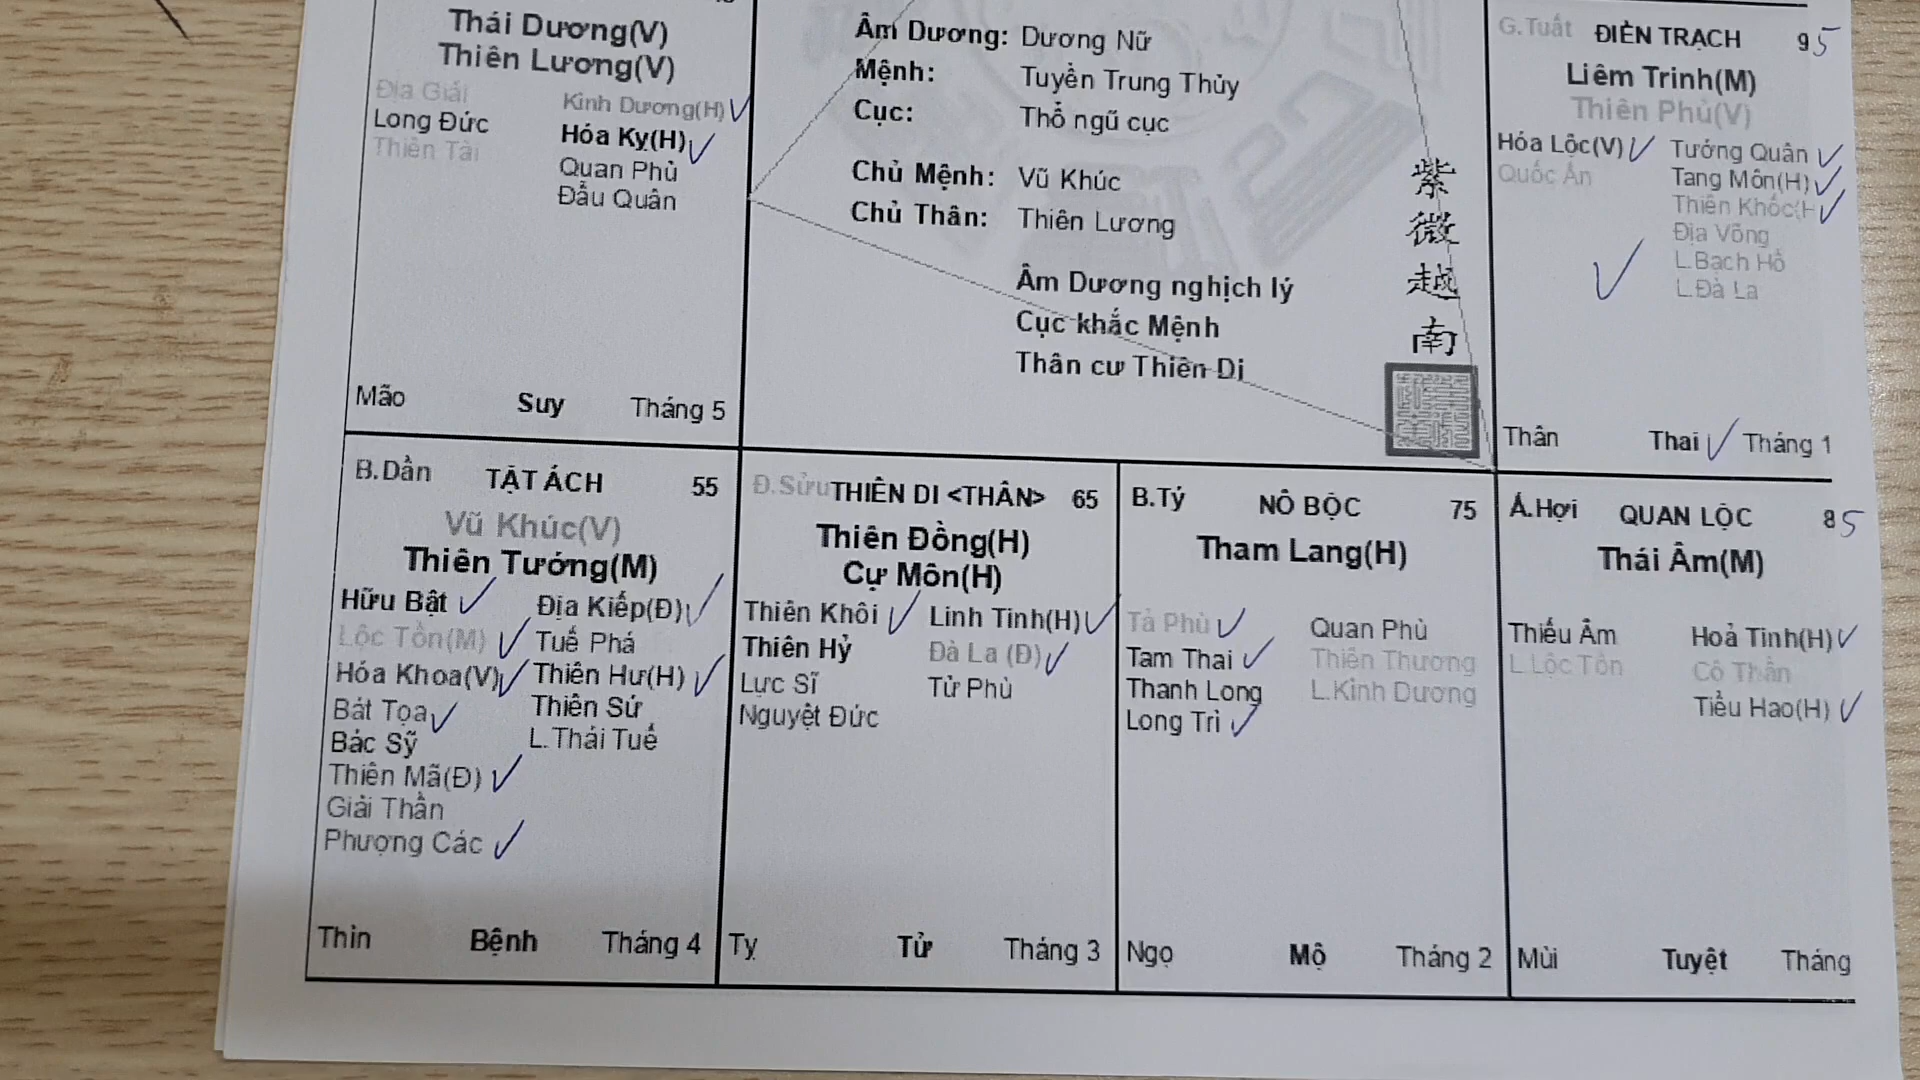 Thái Dương(V)
Thiên Lương(V)
Địa Giải
Kình Dương(H)
Long Đức
Hóa Kỵ(H)
Thiên Tài
Quan Phủ
Đẩu Quân
Mão
Suy
Tháng 5
Âm Dương: Dương Nữ
Mệnh: Tuyền Trung Thủy
Cục: Thổ ngũ cục
Chủ Mệnh: Vũ Khúc
Chủ Thân: Thiên Lương
Âm Dương nghịch lý
Cục khắc Mệnh
Thân cư Thiên Di
紫
微
越
南
G.Tuất ĐIỀN TRẠCH 95
Liêm Trinh(M)
Thiên Phủ(V)
Hóa Lộc(V) Tướng Quân
Quốc Ấn Tang Môn(H)
Thiên Khốc(H
Địa Võng
L.Bạch Hổ
L.Đà La
Thân Thai Tháng 1
B.Dần TẬT ÁCH 55
Vũ Khúc(V)
Thiên Tướng(M)
Hữu Bật Địa Kiếp(Đ)
Lộc Tồn(M) Tuế Phá
Hóa Khoa(V) Thiên Hư(H)
Bát Tọa Thiên Sứ
Bác Sỹ L.Thái Tuế
Thiên Mã(Đ)
Giải Thần
Phượng Các
Thìn Bệnh Tháng 4
Đ.Sửu THIÊN DI <THÂN> 65
Thiên Đồng(H)
Cự Môn(H)
Thiên Khôi Linh Tinh(H)
Thiên Hỷ Đà La (Đ)
Lực Sĩ Tử Phù
Nguyệt Đức
Tỵ Tử Tháng 3
B.Tý NÔ BỘC 75
Tham Lang(H)
Tả Phù Quan Phù
Tam Thai Thiên Thương
Thanh Long L.Kình Dương
Long Trì
Ngọ Mộ Tháng 2
Ấ.Hợi QUAN LỘC 85
Thái Âm(M)
Thiếu Âm Hoả Tinh(H)
L.Lộc Tồn Cô Thần
Tiểu Hao(H)
Mùi Tuyệt Tháng